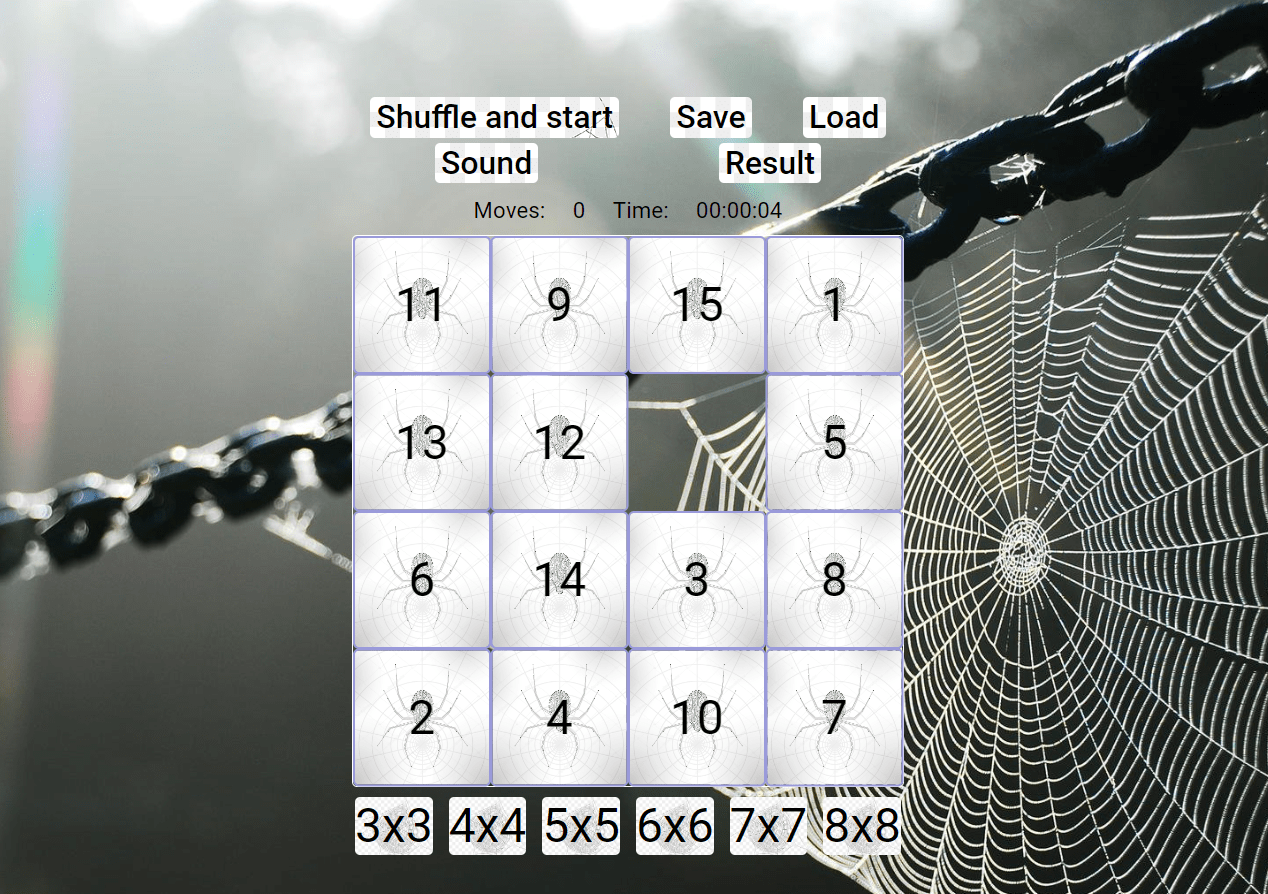 Shuffle and start Save Load
Sound Result
Moves: 0 Time: 00:00:04
11 9 15 1
13 12 5
6 14 3 8
2 4 10 7
3x3 4x4 5x5 6x6 7x7 8x8